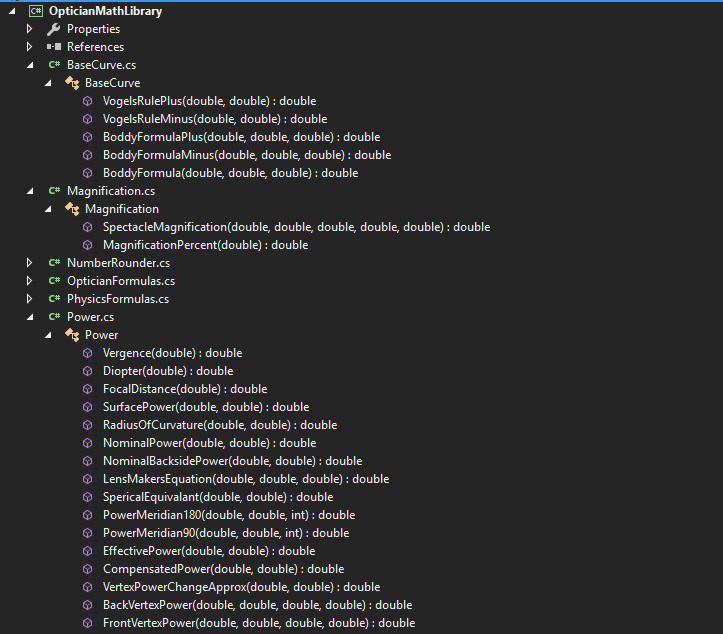 C# OpticianMathLibrary
Properties
References
C# BaseCurve.cs
BaseCurve
VogelsRulePlus(double, double) : double
VogelsRuleMinus(double, double) : double
BoddyFormulaPlus(double, double, double) : double
BoddyFormulaMinus(double, double, double) : double
BoddyFormula(double, double, double) : double
C# Magnification.cs
Magnification
SpectacleMagnification(double, double, double, double, double) : double
MagnificationPercent(double) : double
C# NumberRounder.cs
C# OpticianFormulas.cs
C# PhysicsFormulas.cs
C# Power.cs
Power
Vergence(double) : double
Diopter(double) : double
FocalDistance(double) : double
SurfacePower(double, double) : double
RadiusOfCurvature(double, double) : double
NominalPower(double, double) : double
NominalBacksidePower(double, double) : double
LensMakersEquation(double, double, double) : double
SpericalEquivalant(double, double) : double
PowerMeridian180(double, double, int) : double
PowerMeridian90(double, double, int) : double
EffectivePower(double, double) : double
CompensatedPower(double, double) : double
VertexPowerChangeApprox(double, double) : double
BackVertexPower(double, double, double, double) : double
FrontVertexPower(double, double, double, double) : double